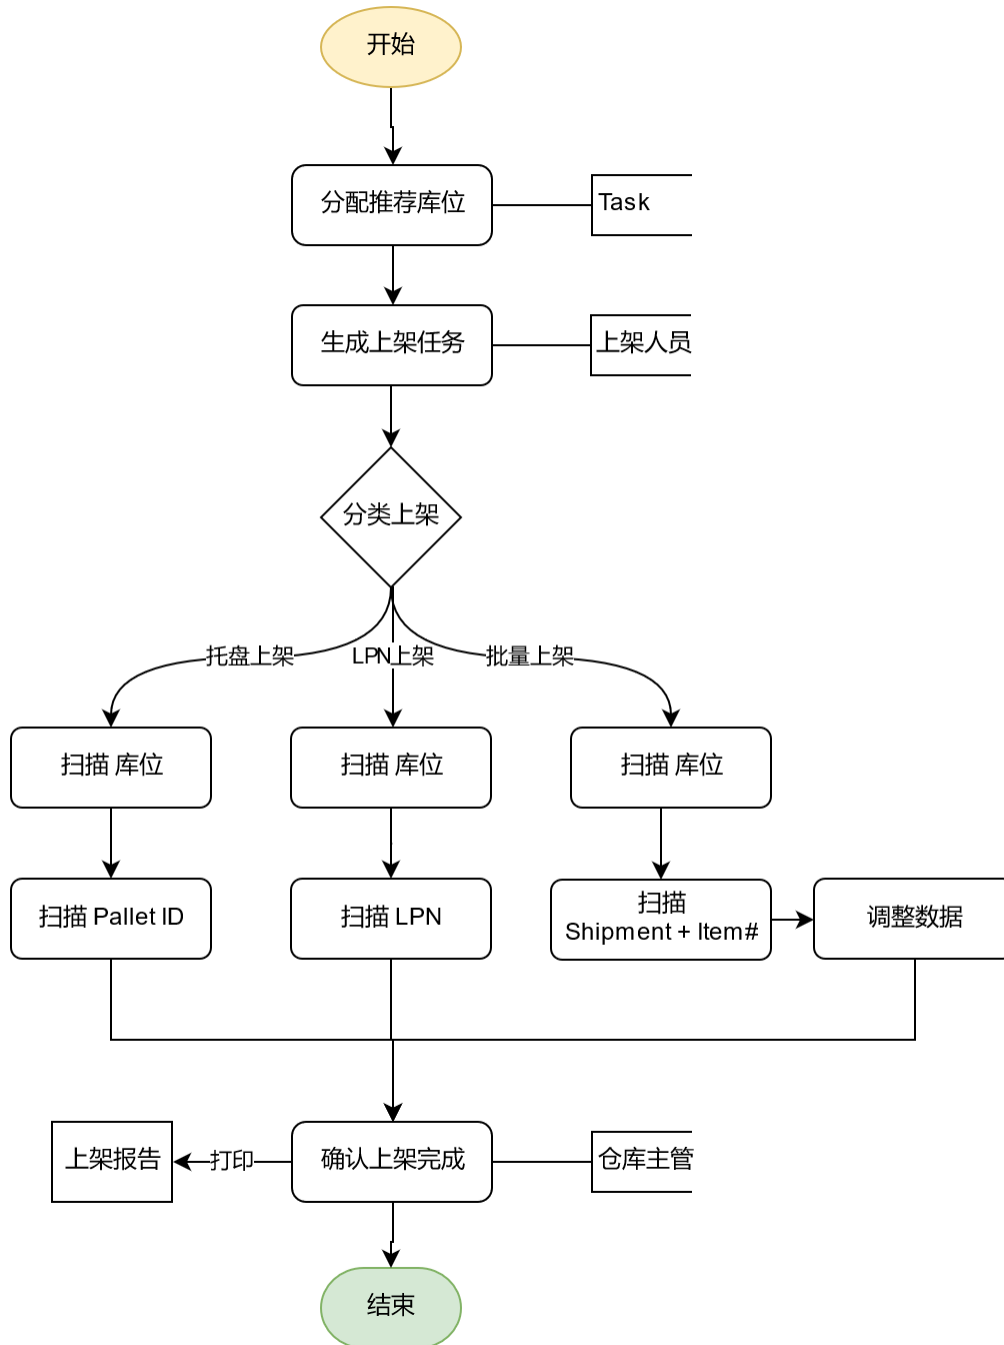 开始
分配推荐库位
Task
生成上架任务
上架人员
分类上架
托盘上架
LPN上架
批量上架
扫描 库位
扫描 库位
扫描 库位
扫描 Pallet ID
扫描 LPN
扫描
Shipment + Item#
调整数据
上架报告
打印
确认上架完成
仓库主管
结束